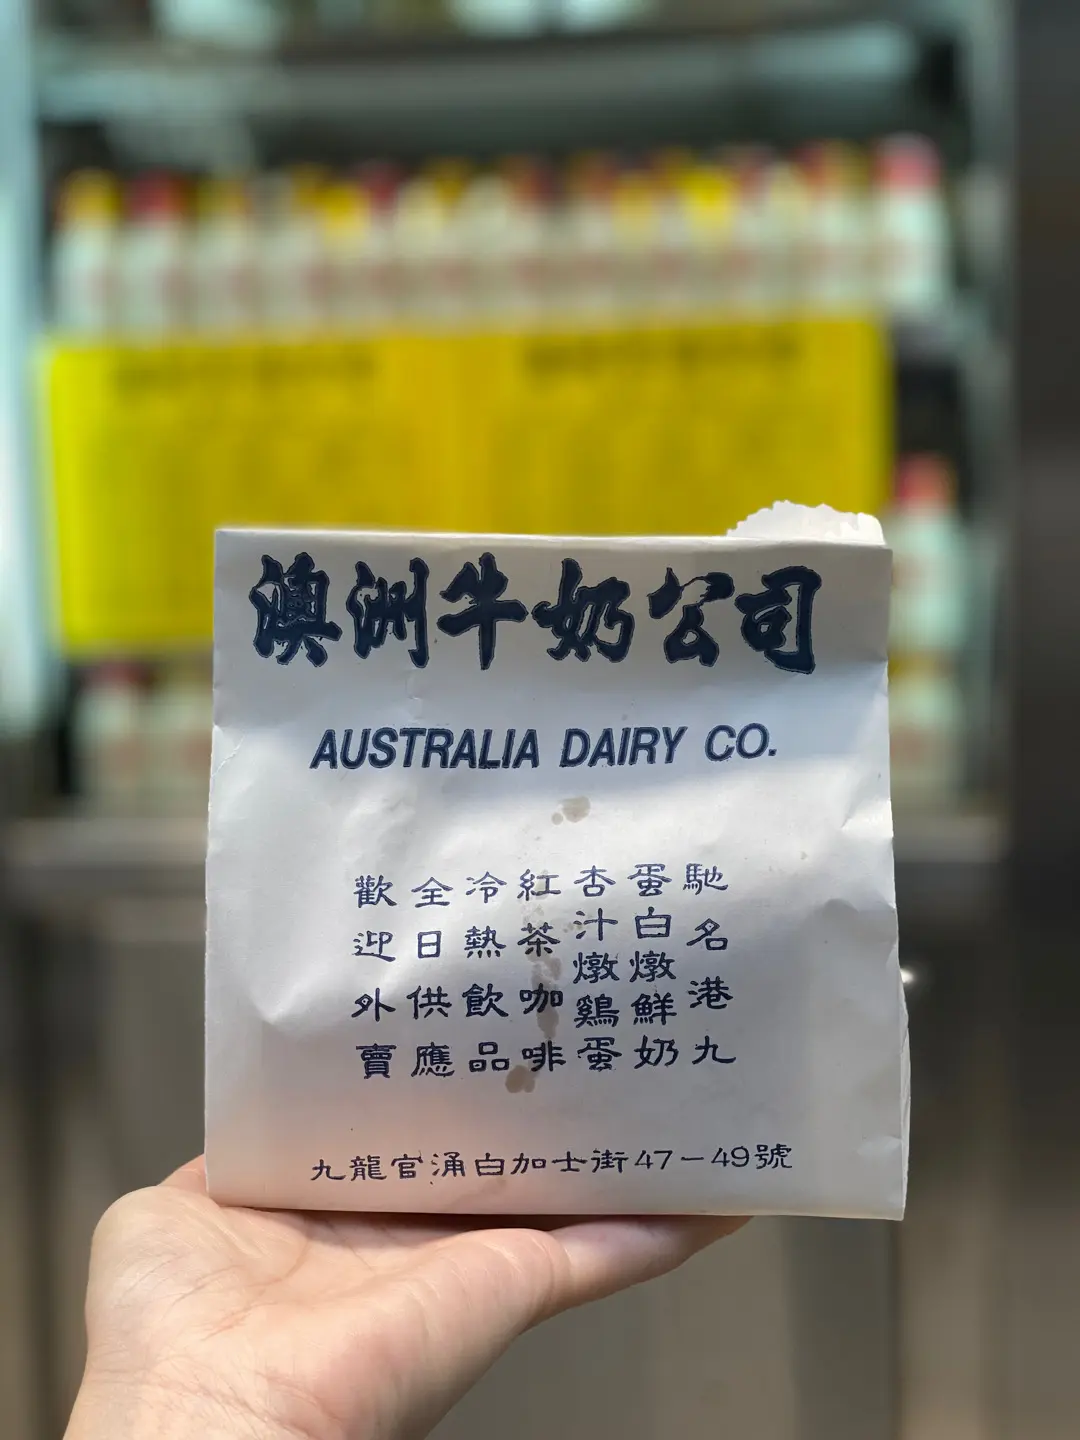 澳洲牛奶公司
AUSTRALIA DAIRY CO.
馳名港九
蛋白燉鮮奶
杏汁燉鷄蛋
紅茶咖啡
冷熱飲品
全日供應
歡迎外賣
九龍官涌白加士街47－49號